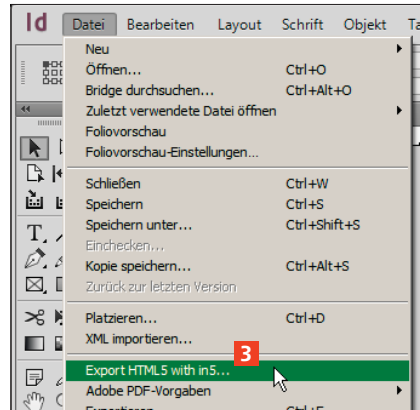 Id Datei Bearbeiten Layout Schrift Objekt
Neu
Öffnen... Ctrl+O
Bridge durchsuchen... Ctrl+Alt+O
Zuletzt verwendete Datei öffnen
Foliovorschau
Foliovorschau-Einstellungen...
Schließen Ctrl+W
Speichern Ctrl+S
Speichern unter... Ctrl+Shift+S
Einchecken...
Kopie speichern... Ctrl+Alt+S
Zurück zur letzten Version
Platzieren... Ctrl+D
XML importieren...
3
Export HTML5 with in5...
Adobe PDF-Vorgaben